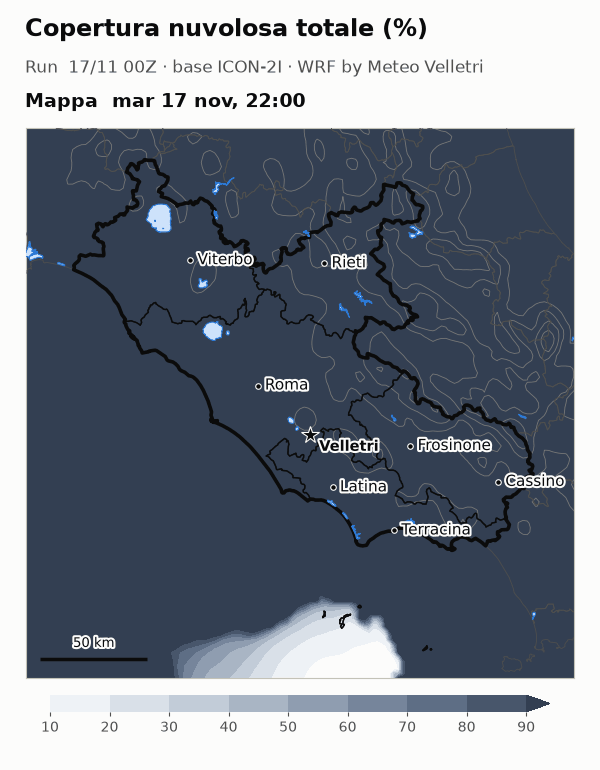 Copertura nuvolosa totale (%)
Run 17/11 00Z · base ICON-2I · WRF by Meteo Velletri
Mappa mar 17 nov, 22:00
Viterbo
Rieti
Roma
Velletri
Frosinone
Cassino
Latina
Terracina
50 km
10 20 30 40 50 60 70 80 90